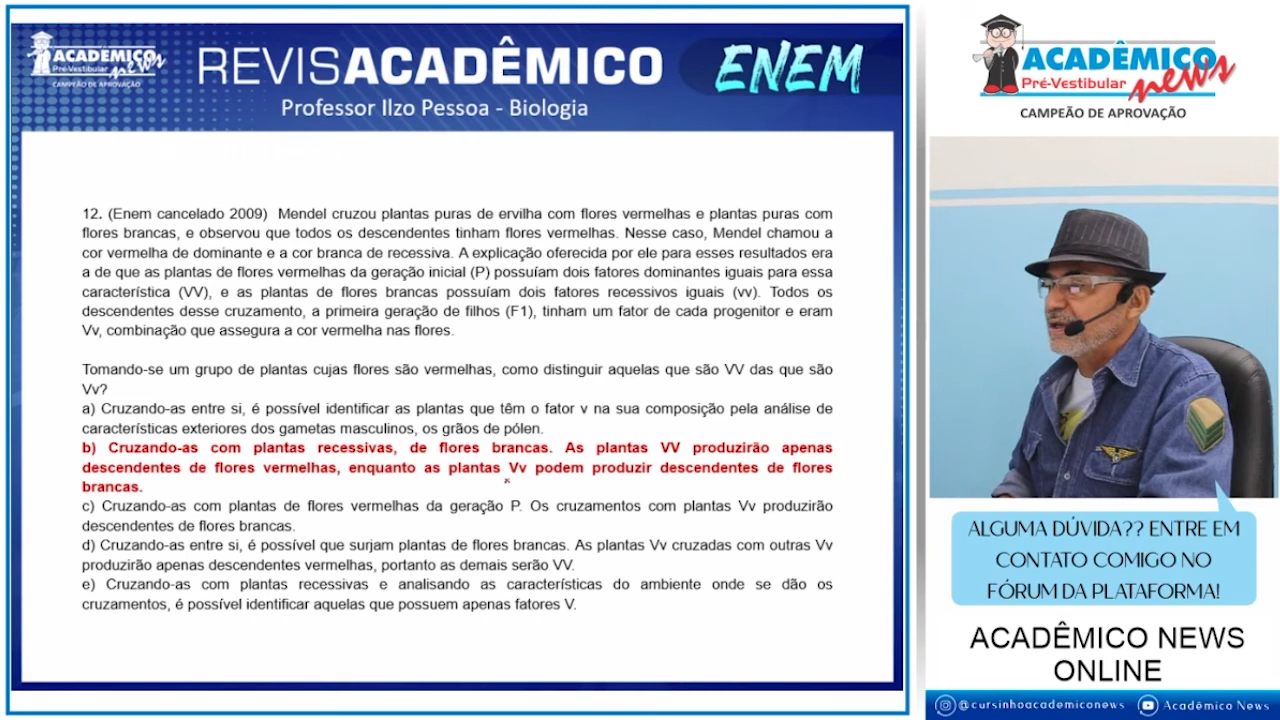 ACADÊMICO
Pré-Vestibular news
CAMPEÃO DE APROVAÇÃO
REVISACADÊMICO
ENEM
Professor Ilzo Pessoa - Biologia
12. (Enem cancelado 2009) Mendel cruzou plantas puras de ervilha com flores vermelhas e plantas puras com
flores brancas, e observou que todos os descendentes tinham flores vermelhas. Nesse caso, Mendel chamou a
cor vermelha de dominante e a cor branca de recessiva. A explicação oferecida por ele para esses resultados era
a de que as plantas de flores vermelhas da geração inicial (P) possuíam dois fatores dominantes iguais para essa
característica (VV), e as plantas de flores brancas possuíam dois fatores recessivos iguais (vv). Todos os
descendentes desse cruzamento, a primeira geração de filhos (F1), tinham um fator de cada progenitor e eram
Vv, combinação que assegura a cor vermelha nas flores.
Tomando-se um grupo de plantas cujas flores são vermelhas, como distinguir aquelas que são VV das que são
Vv?
a) Cruzando-as entre si, é possível identificar as plantas que têm o fator v na sua composição pela análise de
características exteriores dos gametas masculinos, os grãos de pólen.
b) Cruzando-as com plantas recessivas, de flores brancas. As plantas VV produzirão apenas
descendentes de flores vermelhas, enquanto as plantas Vv podem produzir descendentes de flores
brancas.
c) Cruzando-as com plantas de flores vermelhas da geração P. Os cruzamentos com plantas Vv produzirão
descendentes de flores brancas.
d) Cruzando-as entre si, é possível que surjam plantas de flores brancas. As plantas Vv cruzadas com outras Vv
produzirão apenas descendentes vermelhas, portanto as demais serão VV.
e) Cruzando-as com plantas recessivas e analisando as características do ambiente onde se dão os
cruzamentos, é possível identificar aquelas que possuem apenas fatores V.
ACADÊMICO
Pré-Vestibular news
CAMPEÃO DE APROVAÇÃO
ALGUMA DÚVIDA?? ENTRE EM
CONTATO COMIGO NO
FÓRUM DA PLATAFORMA!
ACADÊMICO NEWS
ONLINE
@cursinhoacademiconews Acadêmico News